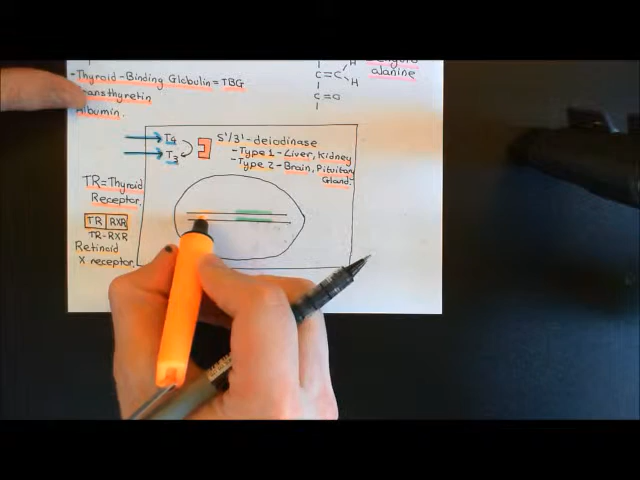 -Thyroid-Binding Globulin = TBG
Transthyretin
Albumin.
C=C
H
H
C=O
alanine
T4
T3
5'/3'-deiodinase
-Type 1-Liver, Kidney
-Type 2-Brain, Pituitary
Gland.
TR=Thyroid
Receptor.
TR RXR
TR-RXR
Retinoid
X receptor.